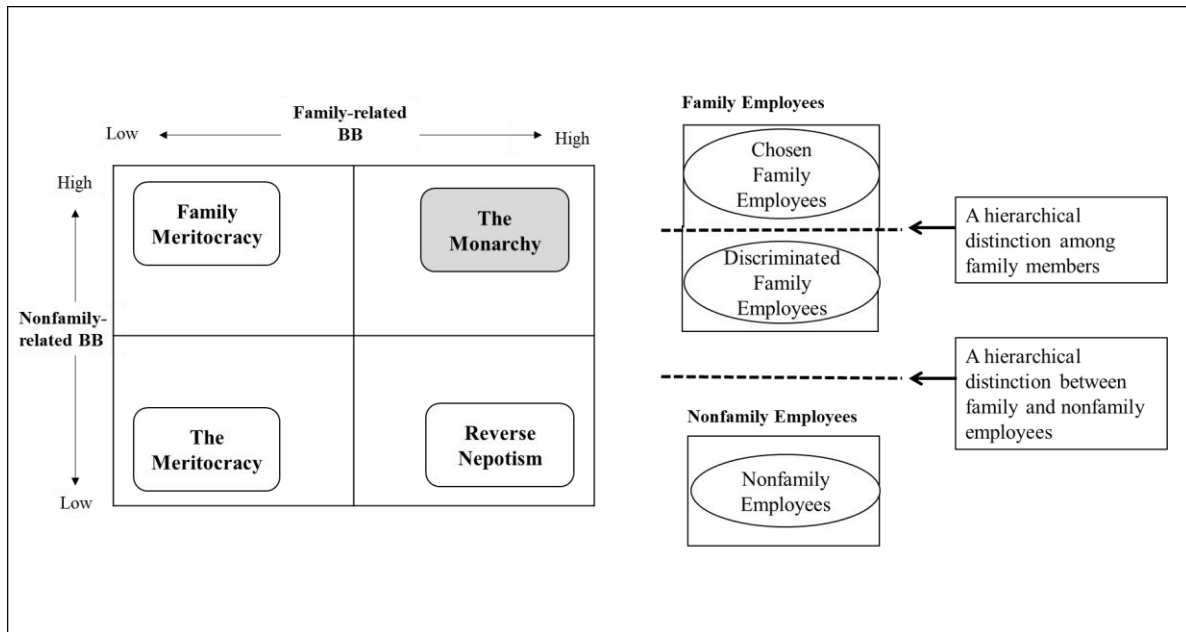 Family-related
BB
Low
High
High
Nonfamily-
related BB
Low
Family
Meritocracy
The
Monarchy
The
Meritocracy
Reverse
Nepotism
Family Employees
Chosen
Family
Employees
Discriminated
Family
Employees
A hierarchical
distinction among
family members
A hierarchical
distinction between
family and nonfamily
employees
Nonfamily Employees
Nonfamily
Employees